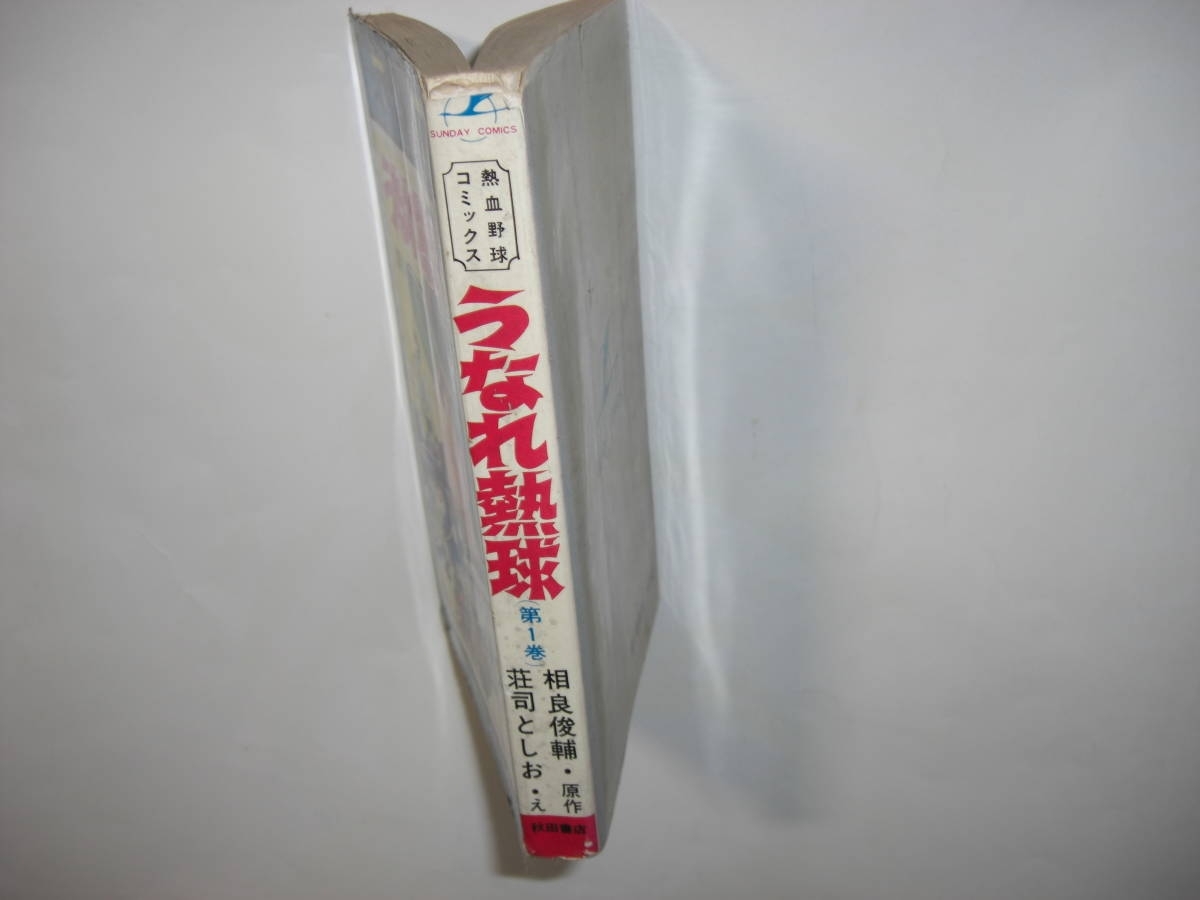 SUNDAY COMICS
熱血野球
コミックス
うなれ熱球
(第1巻)
相良俊輔・原作
荘司としお・え
秋田書店